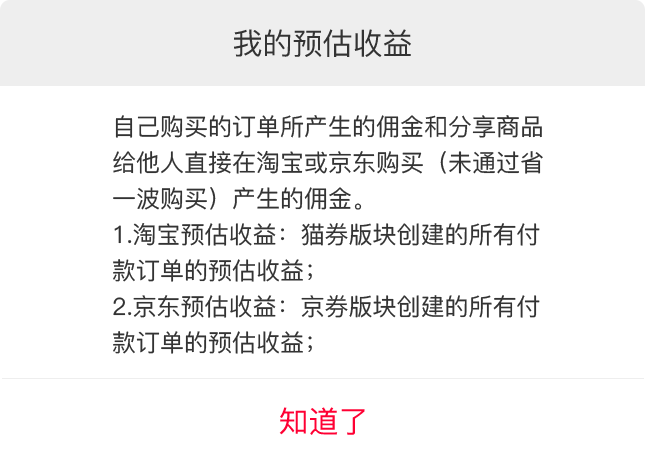 我的预估收益
自己购买的订单所产生的佣金和分享商品
给他人直接在淘宝或京东购买（未通过省
一波购买）产生的佣金。
1.淘宝预估收益：猫券版块创建的所有付
款订单的预估收益；
2.京东预估收益：京券版块创建的所有付
款订单的预估收益；
知道了